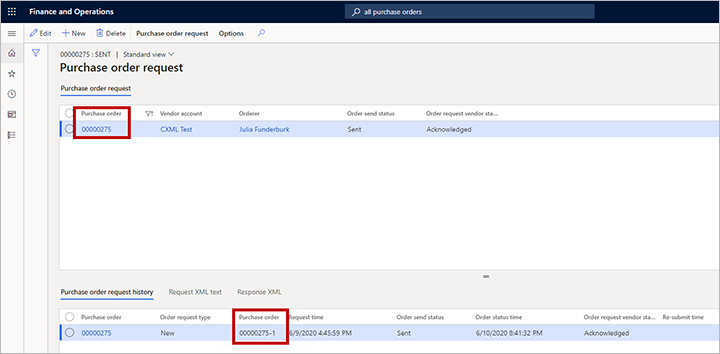 Finance and Operations
all purchase orders
Edit New Delete Purchase order request Options
00000275 : SENT | Standard view
Purchase order request
Purchase order request
Purchase order Vendor account Orderer Order send status Order request vendor sta...
00000275 CXML Test Julia Funderburk Sent Acknowledged
Purchase order request history Request XML text Response XML
Purchase order Order request type Purchase order Request time Order send status Order status time Order request vendor sta... Re-submit time
00000275 New 00000275-1 6/9/2020 4:45:59 PM Sent 6/10/2020 8:41:32 PM Acknowledged